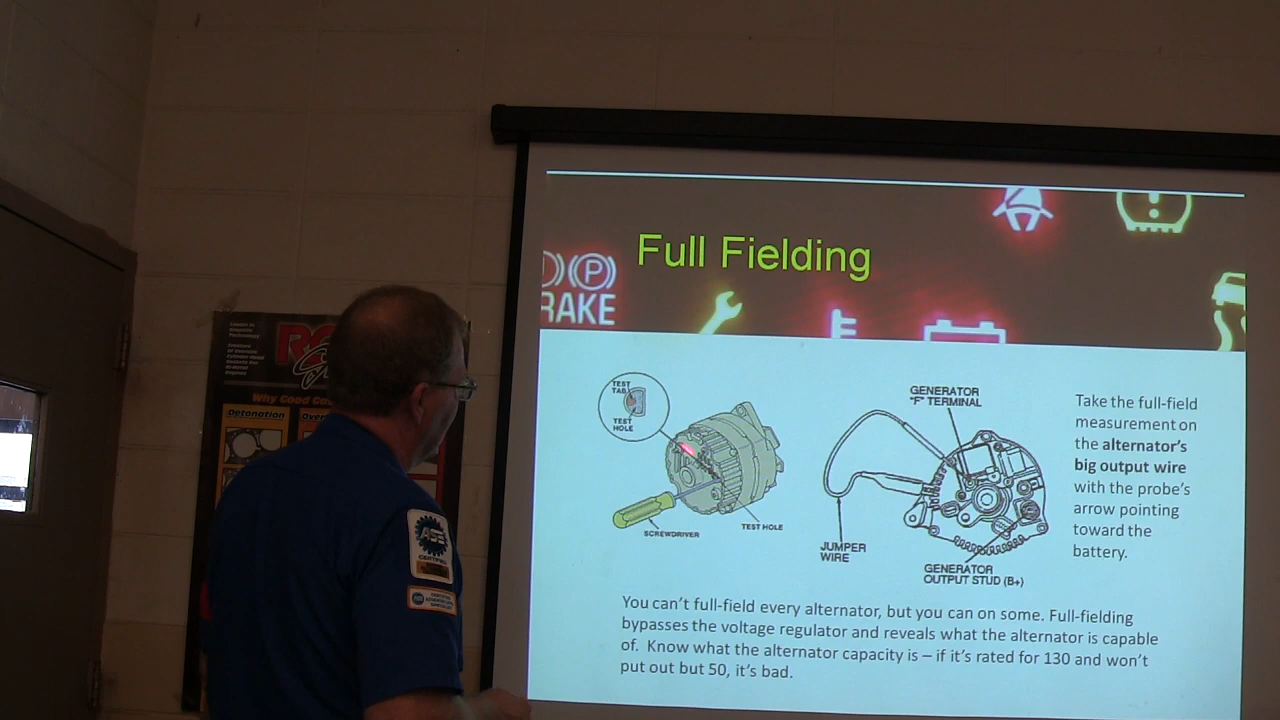 Full Fielding
(P)
RAKE
TEST
TAB
TEST
HOLE
SCREWDRIVER
TEST HOLE
GENERATOR
"F" TERMINAL
JUMPER
WIRE
GENERATOR
OUTPUT STUD (B+)
Take the full-field
measurement on
the alternator's
big output wire
with the probe's
arrow pointing
toward the
battery.
You can't full-field every alternator, but you can on some. Full-fielding
bypasses the voltage regulator and reveals what the alternator is capable
of. Know what the alternator capacity is – if it's rated for 130 and won't
put out but 50, it's bad.
Why Good
Detonation
ASE
CERTIFIED